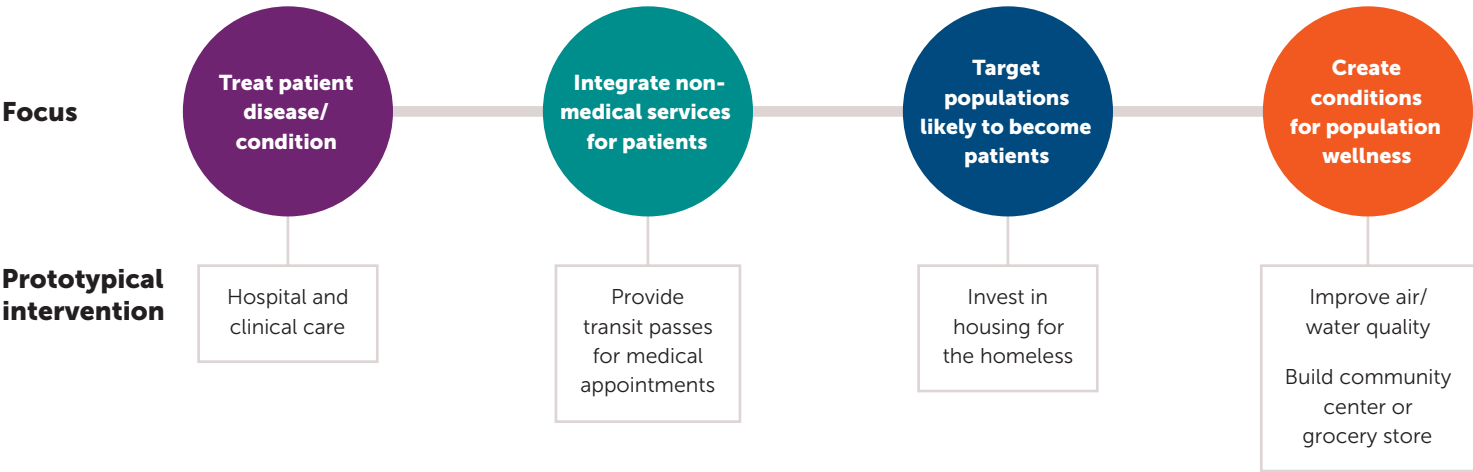 Focus
Treat patient
disease/
condition
Integrate non-
medical services
for patients
Target
populations
likely to become
patients
Create
conditions
for population
wellness
Prototypical
intervention
Hospital and
clinical care
Provide
transit passes
for medical
appointments
Invest in
housing for
the homeless
Improve air/
water quality
Build community
center or
grocery store